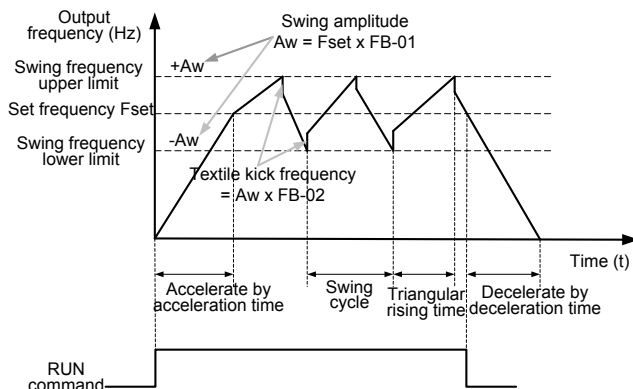 Output
frequency (Hz)
Swing amplitude
Aw = Fset x FB-01
Swing frequency
upper limit
+Aw
Set frequency Fset
-Aw
Swing frequency
lower limit
Textile kick frequency
= Aw x FB-02
Time (t)
Accelerate by
acceleration time
Swing
cycle
Triangular
rising time
Decelerate by
deceleration time
RUN
command